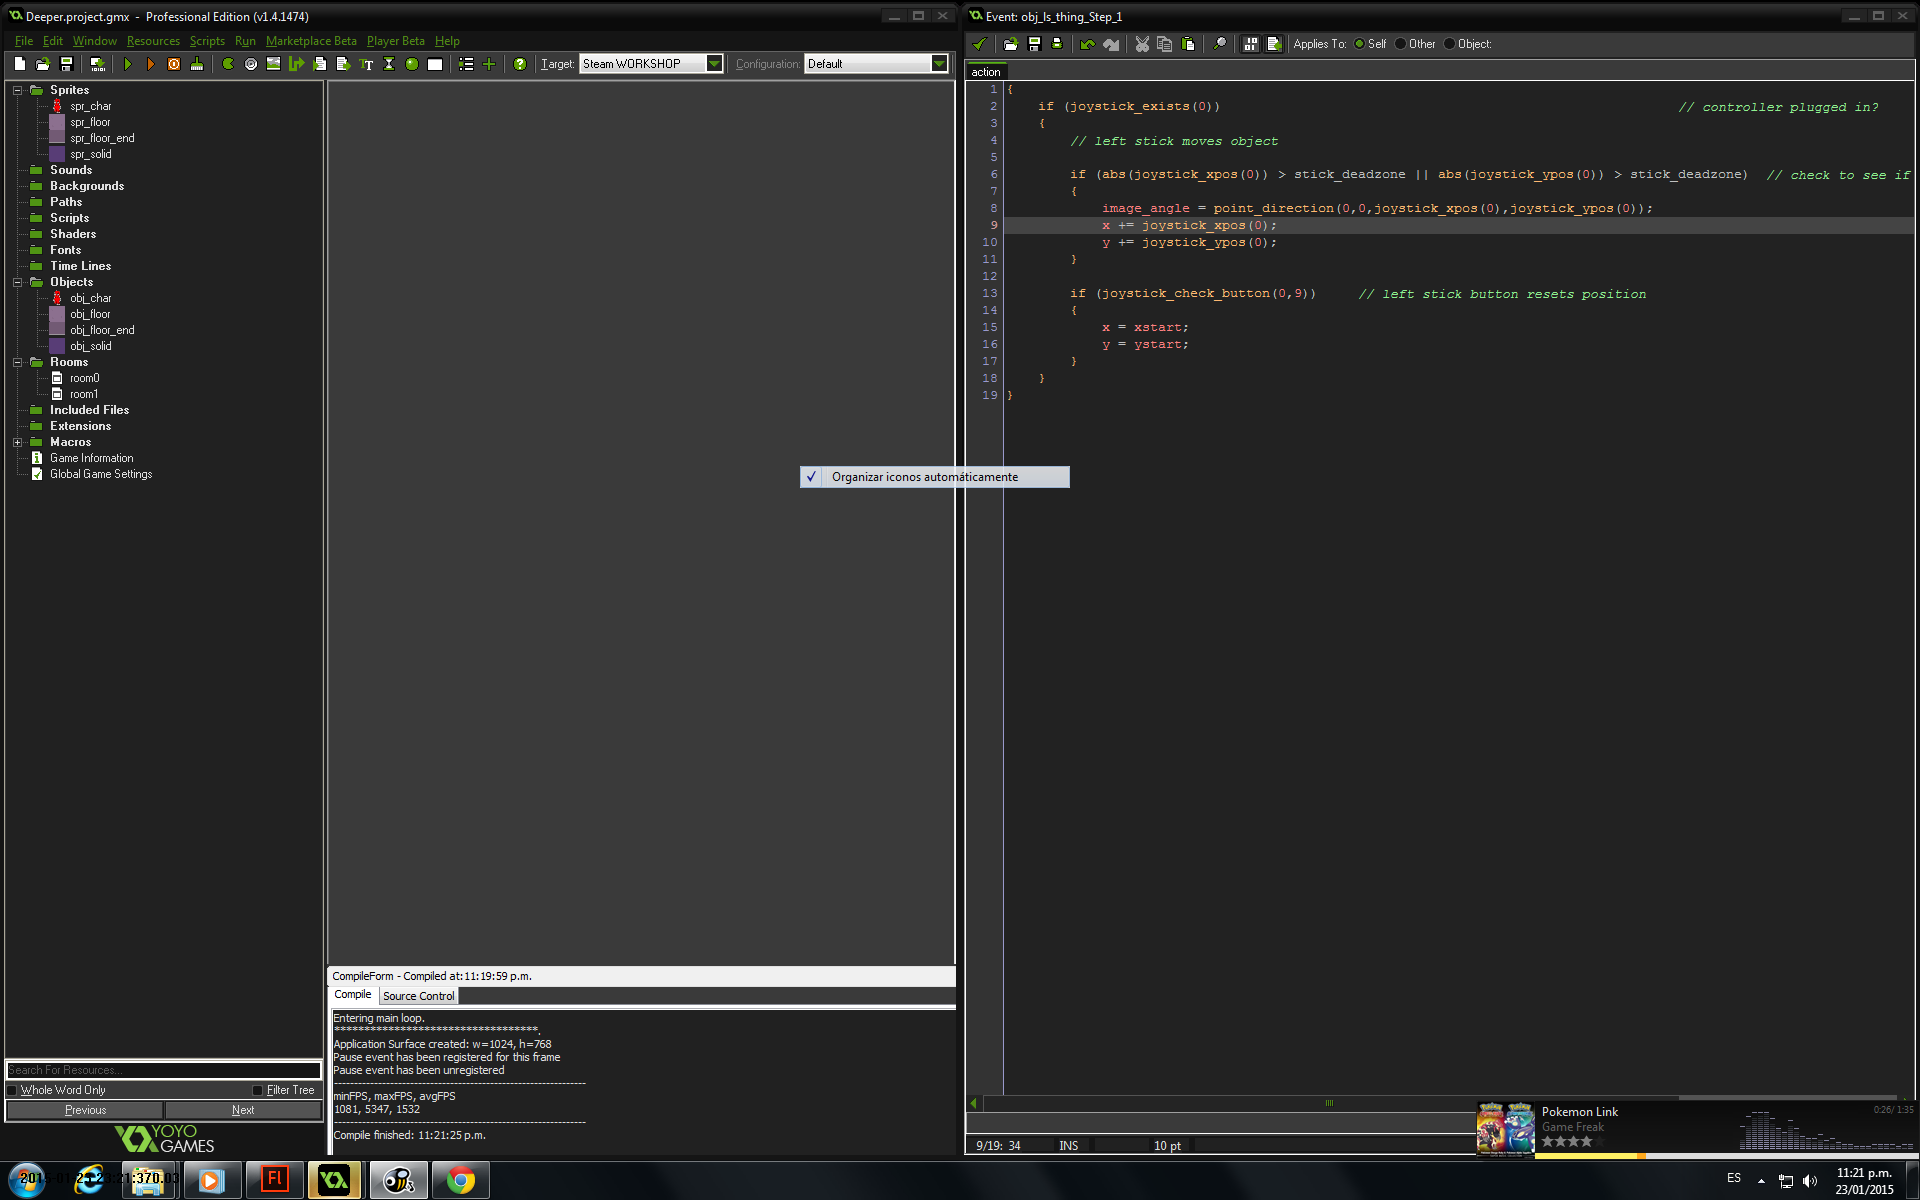 Deeper.project.gmx - Professional Edition (v1.4.1474)
File Edit Window Resources Scripts Run Marketplace Beta Player Beta Help
Target: Steam WORKSHOP Configuration: Default
Sprites
spr_char
spr_floor
spr_floor_end
spr_solid
Sounds
Backgrounds
Paths
Scripts
Shaders
Fonts
Time Lines
Objects
obj_char
obj_floor
obj_floor_end
obj_solid
Rooms
room0
room1
Included Files
Extensions
Macros
Game Information
Global Game Settings
Search For Resources...
Whole Word Only Filter Tree
Previous Next
YOYO
GAMES
CompileForm - Compiled at:11:19:59 p.m.
Compile Source Control
Entering main loop.
**********************************.
Application Surface created: w=1024, h=768
Pause event has been registered for this frame
Pause event has been unregistered
minFPS, maxFPS, avgFPS
1081, 5347, 1532
Compile finished: 11:21:25 p.m.
Organizar iconos automáticamente
Event: obj_ls_thing_Step_1
Applies To: Self Other Object:
action
1 {
2 if (joystick_exists(0)) // controller plugged in?
3 {
4 // left stick moves object
5
6 if (abs(joystick_xpos(0)) > stick_deadzone || abs(joystick_ypos(0)) > stick_deadzone) // check to see if
7 {
8 image_angle = point_direction(0,0,joystick_xpos(0),joystick_ypos(0));
9 x += joystick_xpos(0);
10 y += joystick_ypos(0);
11 }
12
13 if (joystick_check_button(0,9)) // left stick button resets position
14 {
15 x = xstart;
16 y = ystart;
17 }
18 }
19 }
9/19: 34 INS 10 pt
Pokemon Link
Game Freak
0:26/ 1:35
Fl
ES
11:21 p.m.
23/01/2015